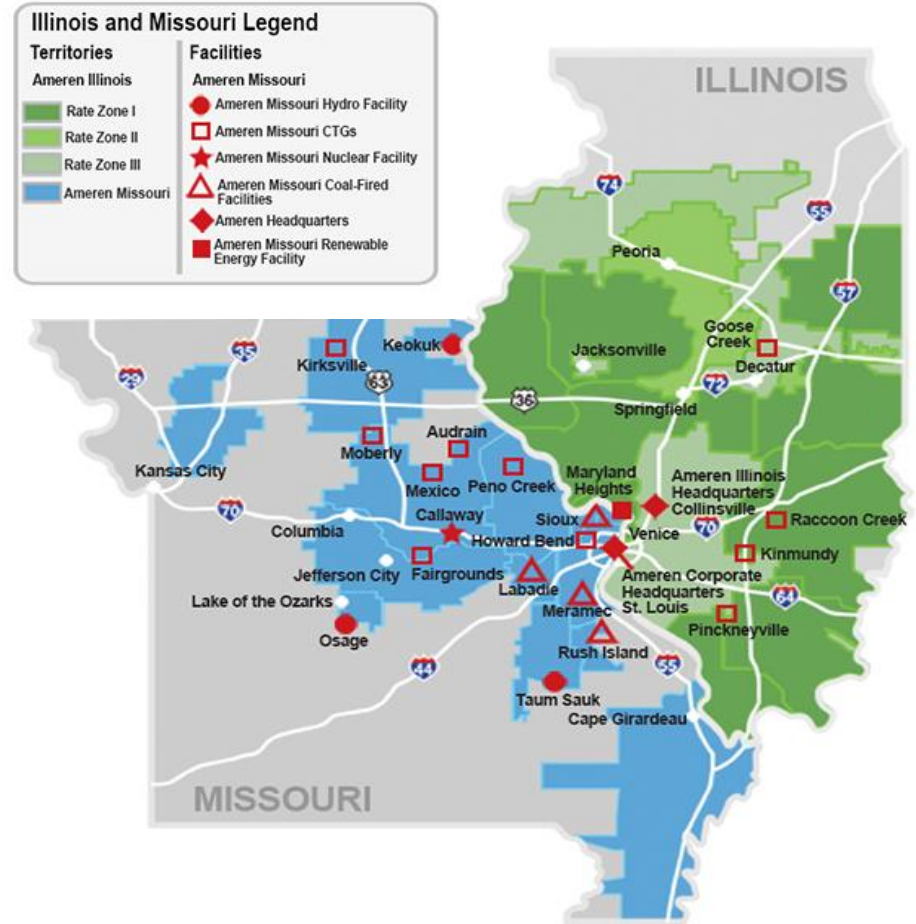 Illinois and Missouri Legend
Territories
Ameren Illinois
Rate Zone I
Rate Zone II
Rate Zone III
Ameren Missouri
Facilities
Ameren Missouri
Ameren Missouri Hydro Facility
Ameren Missouri CTGs
Ameren Missouri Nuclear Facility
Ameren Missouri Coal-Fired
Facilities
Ameren Headquarters
Ameren Missouri Renewable
Energy Facility
ILLINOIS
74
55
Peoria
57
Goose
Creek
Keokuk
Kirksville
35
29
63
Jacksonville
Decatur
72
36
Springfield
Audrain
Moberly
Kansas City
Mexico
Peno Creek
Maryland
Heights
Ameren Illinois
Headquarters
Collinsville
70
Callaway
Sioux
70
Raccoon Creek
Columbia
Howard Bend
Venice
Kinmundy
Jefferson City
Fairgrounds
Labadie
Ameren Corporate
Headquarters
St. Louis
64
Lake of the Ozarks
Meramec
Pinckneyville
Osage
Rush Island
44
55
Taum Sauk
Cape Girardeau
MISSOURI